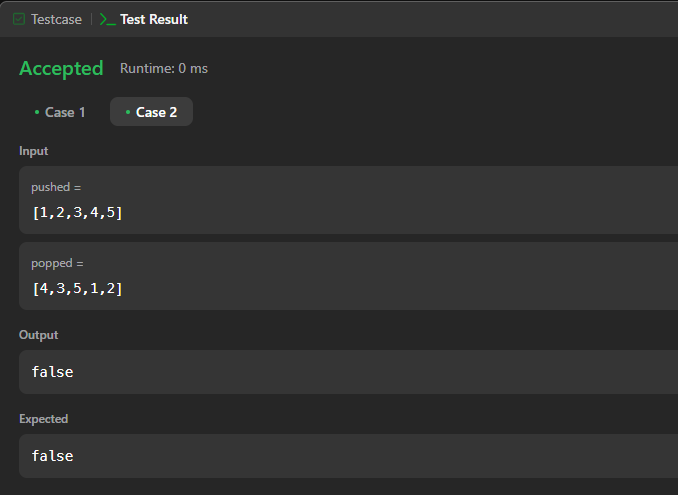 Testcase | >_ Test Result
Accepted Runtime: 0 ms
• Case 1 • Case 2
Input
pushed =
[1,2,3,4,5]
popped =
[4,3,5,1,2]
Output
false
Expected
false